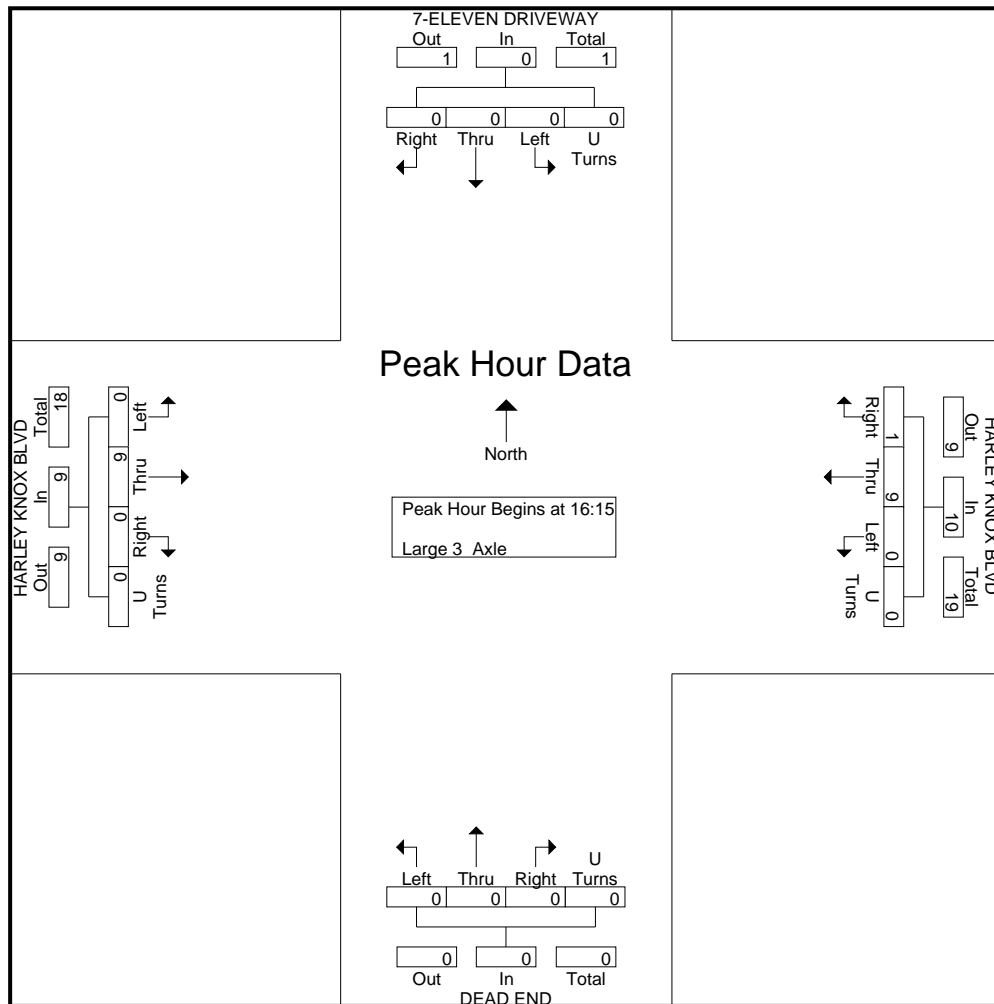 7-ELEVEN DRIVEWAY
Out In Total
1 0 1
0 0 0 0
Right Thru Left U
Turns
Peak Hour Data
North
Peak Hour Begins at 16:15
Large 3 Axle
HARLEY KNOX BLVD
Out In Total
9 9 18
0 0 9 0
U
Turns
Right Thru Left
HARLEY KNOX BLVD
Out In Total
9 10 19
1 9 0 0
Right Thru Left U
Turns
U
Left Thru Right Turns
0 0 0 0
0 0 0
Out In Total
DEAD END